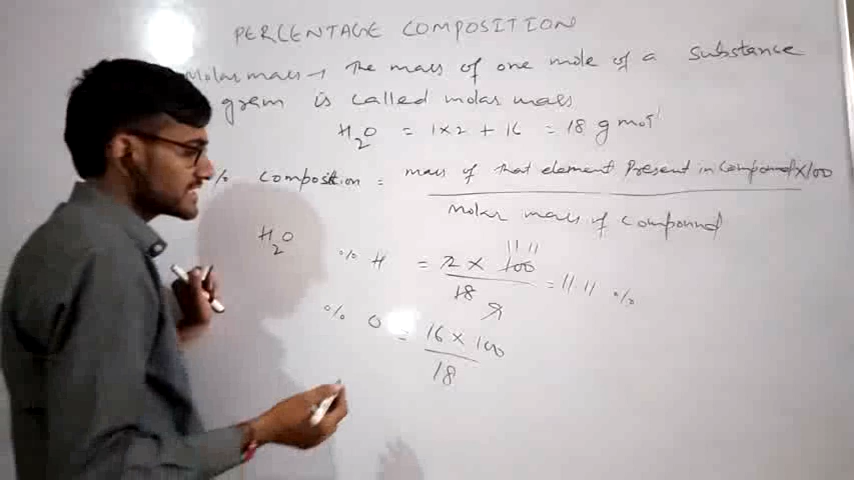 PERCENTAGE COMPOSITION
Molar mass → The mass of one mole of a substance
gram is called molar mass
H₂O = 1×2 + 16 = 18 g mol⁻¹
% composition = mass of that element Present in Compound × 100
molar mass of compound
H₂O
% H = 2 × 100 = 11.11 %
18
% O = 16 × 100
18